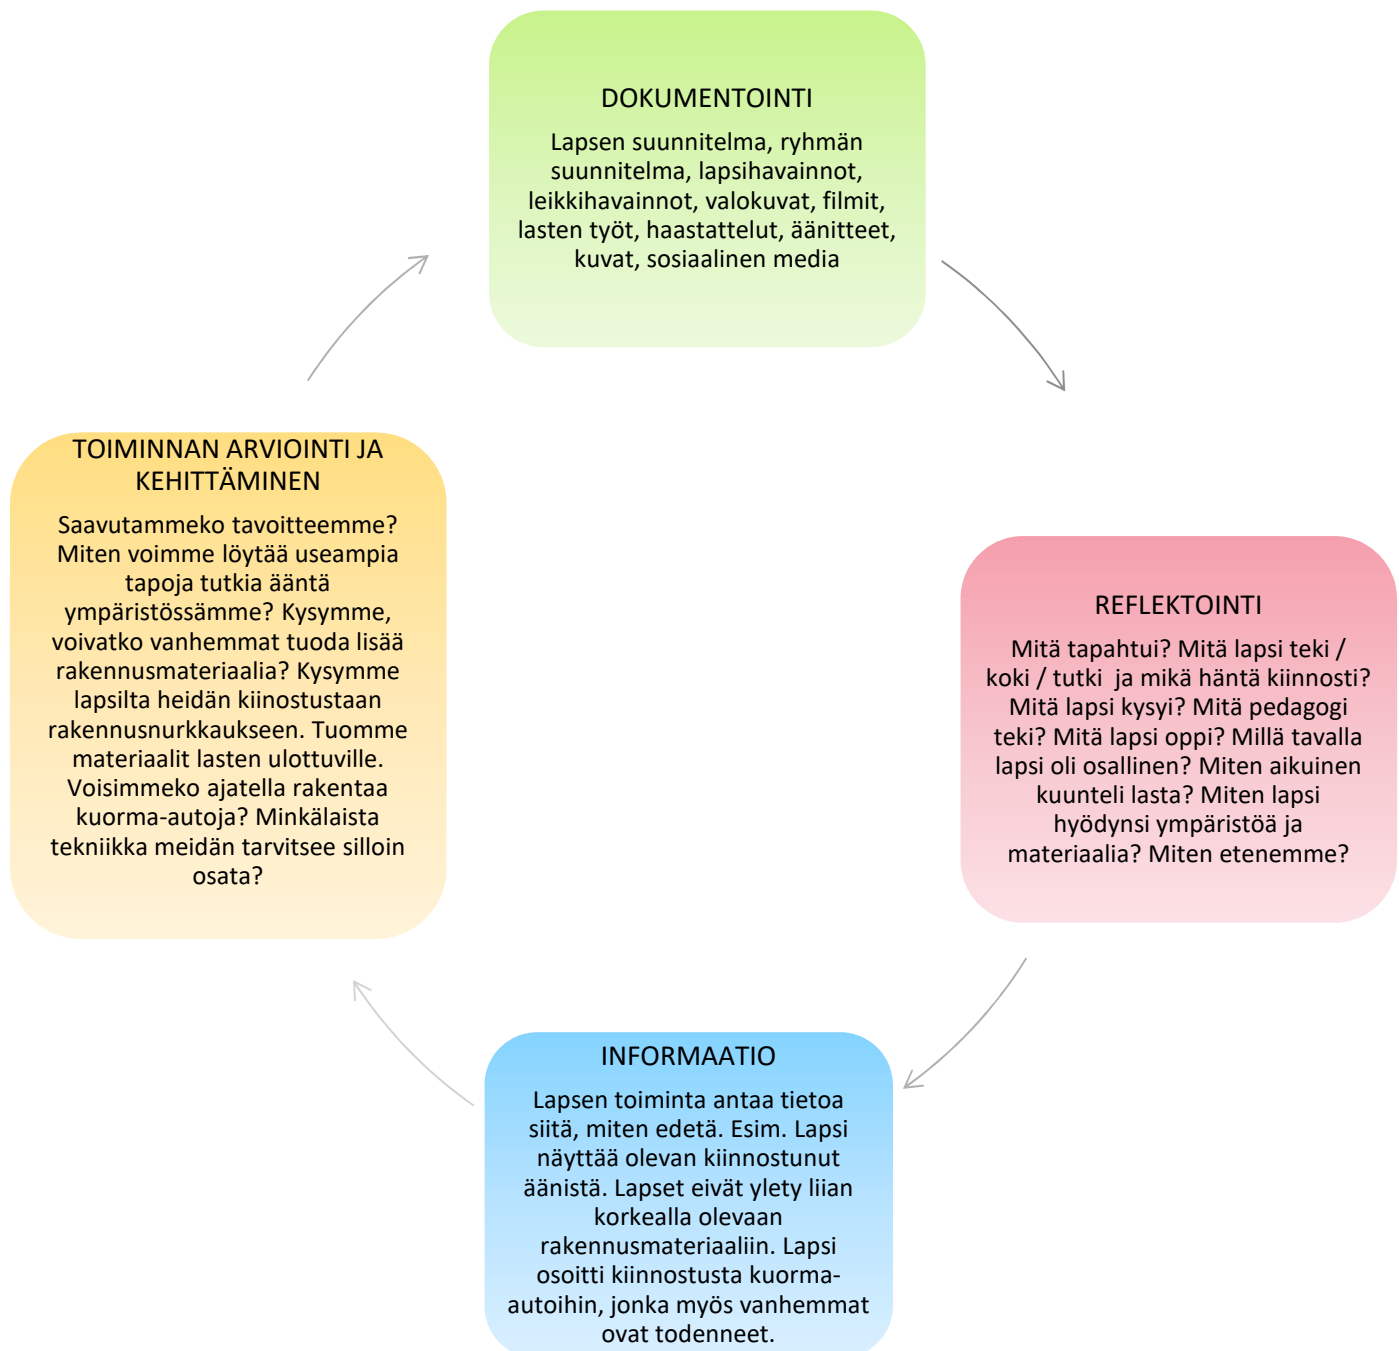 DOKUMENTOINTI
Lapsen suunnitelma, ryhmän
suunnitelma, lapsihavainnot,
leikkihavainnot, valokuvat, filmit,
lasten työt, haastattelut, äänitteet,
kuvat, sosiaalinen media
REFLEKTOINTI
Mitä tapahtui? Mitä lapsi teki /
koki / tutki  ja mikä häntä kiinnosti?
Mitä lapsi kysyi? Mitä pedagogi
teki? Mitä lapsi oppi? Millä tavalla
lapsi oli osallinen? Miten aikuinen
kuunteli lasta? Miten lapsi
hyödynsi ympäristöä ja
materiaalia? Miten etenemme?
INFORMAATIO
Lapsen toiminta antaa tietoa
siitä, miten edetä. Esim. Lapsi
näyttää olevan kiinnostunut
äänistä. Lapset eivät ylety liian
korkealla olevaan
rakennusmateriaaliin. Lapsi
osoitti kiinnostusta kuorma-
autoihin, jonka myös vanhemmat
ovat todenneet.
TOIMINNAN ARVIOINTI JA
KEHITTÄMINEN
Saavutammeko tavoitteemme?
Miten voimme löytää useampia
tapoja tutkia ääntä
ympäristössämme? Kysymme,
voivatko vanhemmat tuoda lisää
rakennusmateriaalia? Kysymme
lapsilta heidän kiinostustaan
rakennusnurkkaukseen. Tuomme
materiaalit lasten ulottuville.
Voisimmeko ajatella rakentaa
kuorma-autoja? Minkälaista
tekniikka meidän tarvitsee silloin
osata?